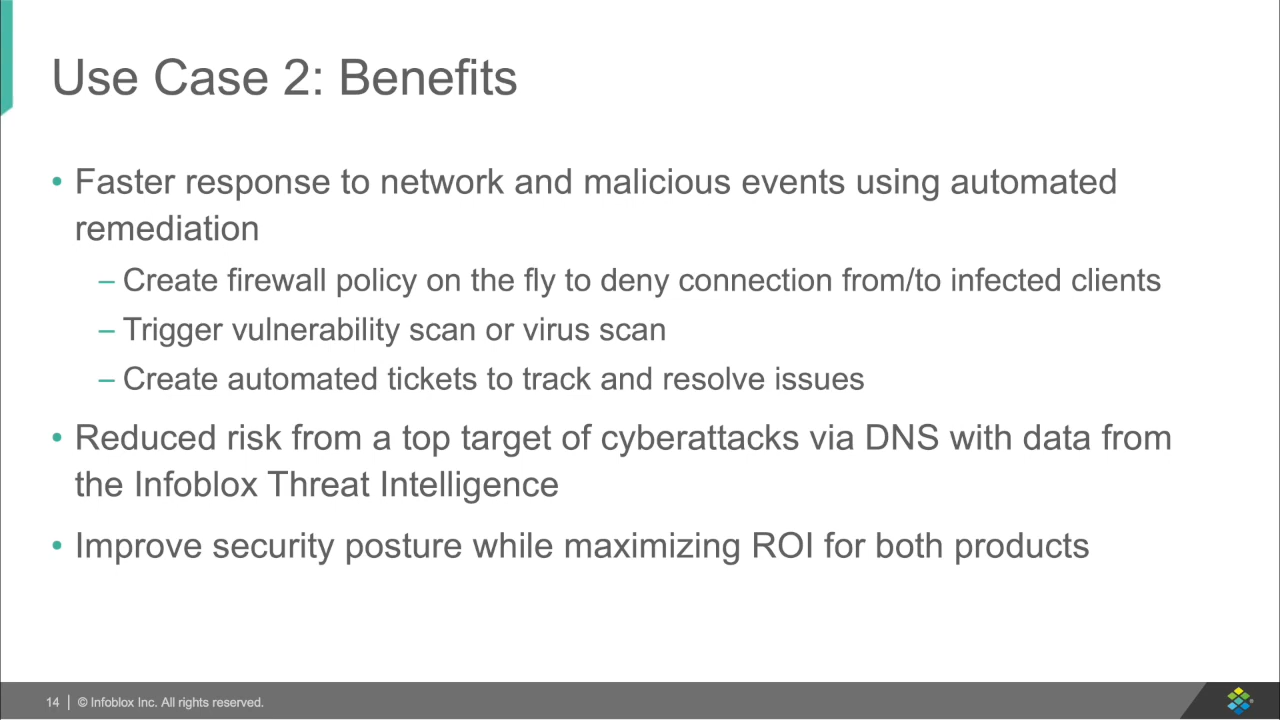 Use Case 2: Benefits
• Faster response to network and malicious events using automated
remediation
– Create firewall policy on the fly to deny connection from/to infected clients
– Trigger vulnerability scan or virus scan
– Create automated tickets to track and resolve issues
• Reduced risk from a top target of cyberattacks via DNS with data from
the Infoblox Threat Intelligence
• Improve security posture while maximizing ROI for both products
14 | © Infoblox Inc. All rights reserved.